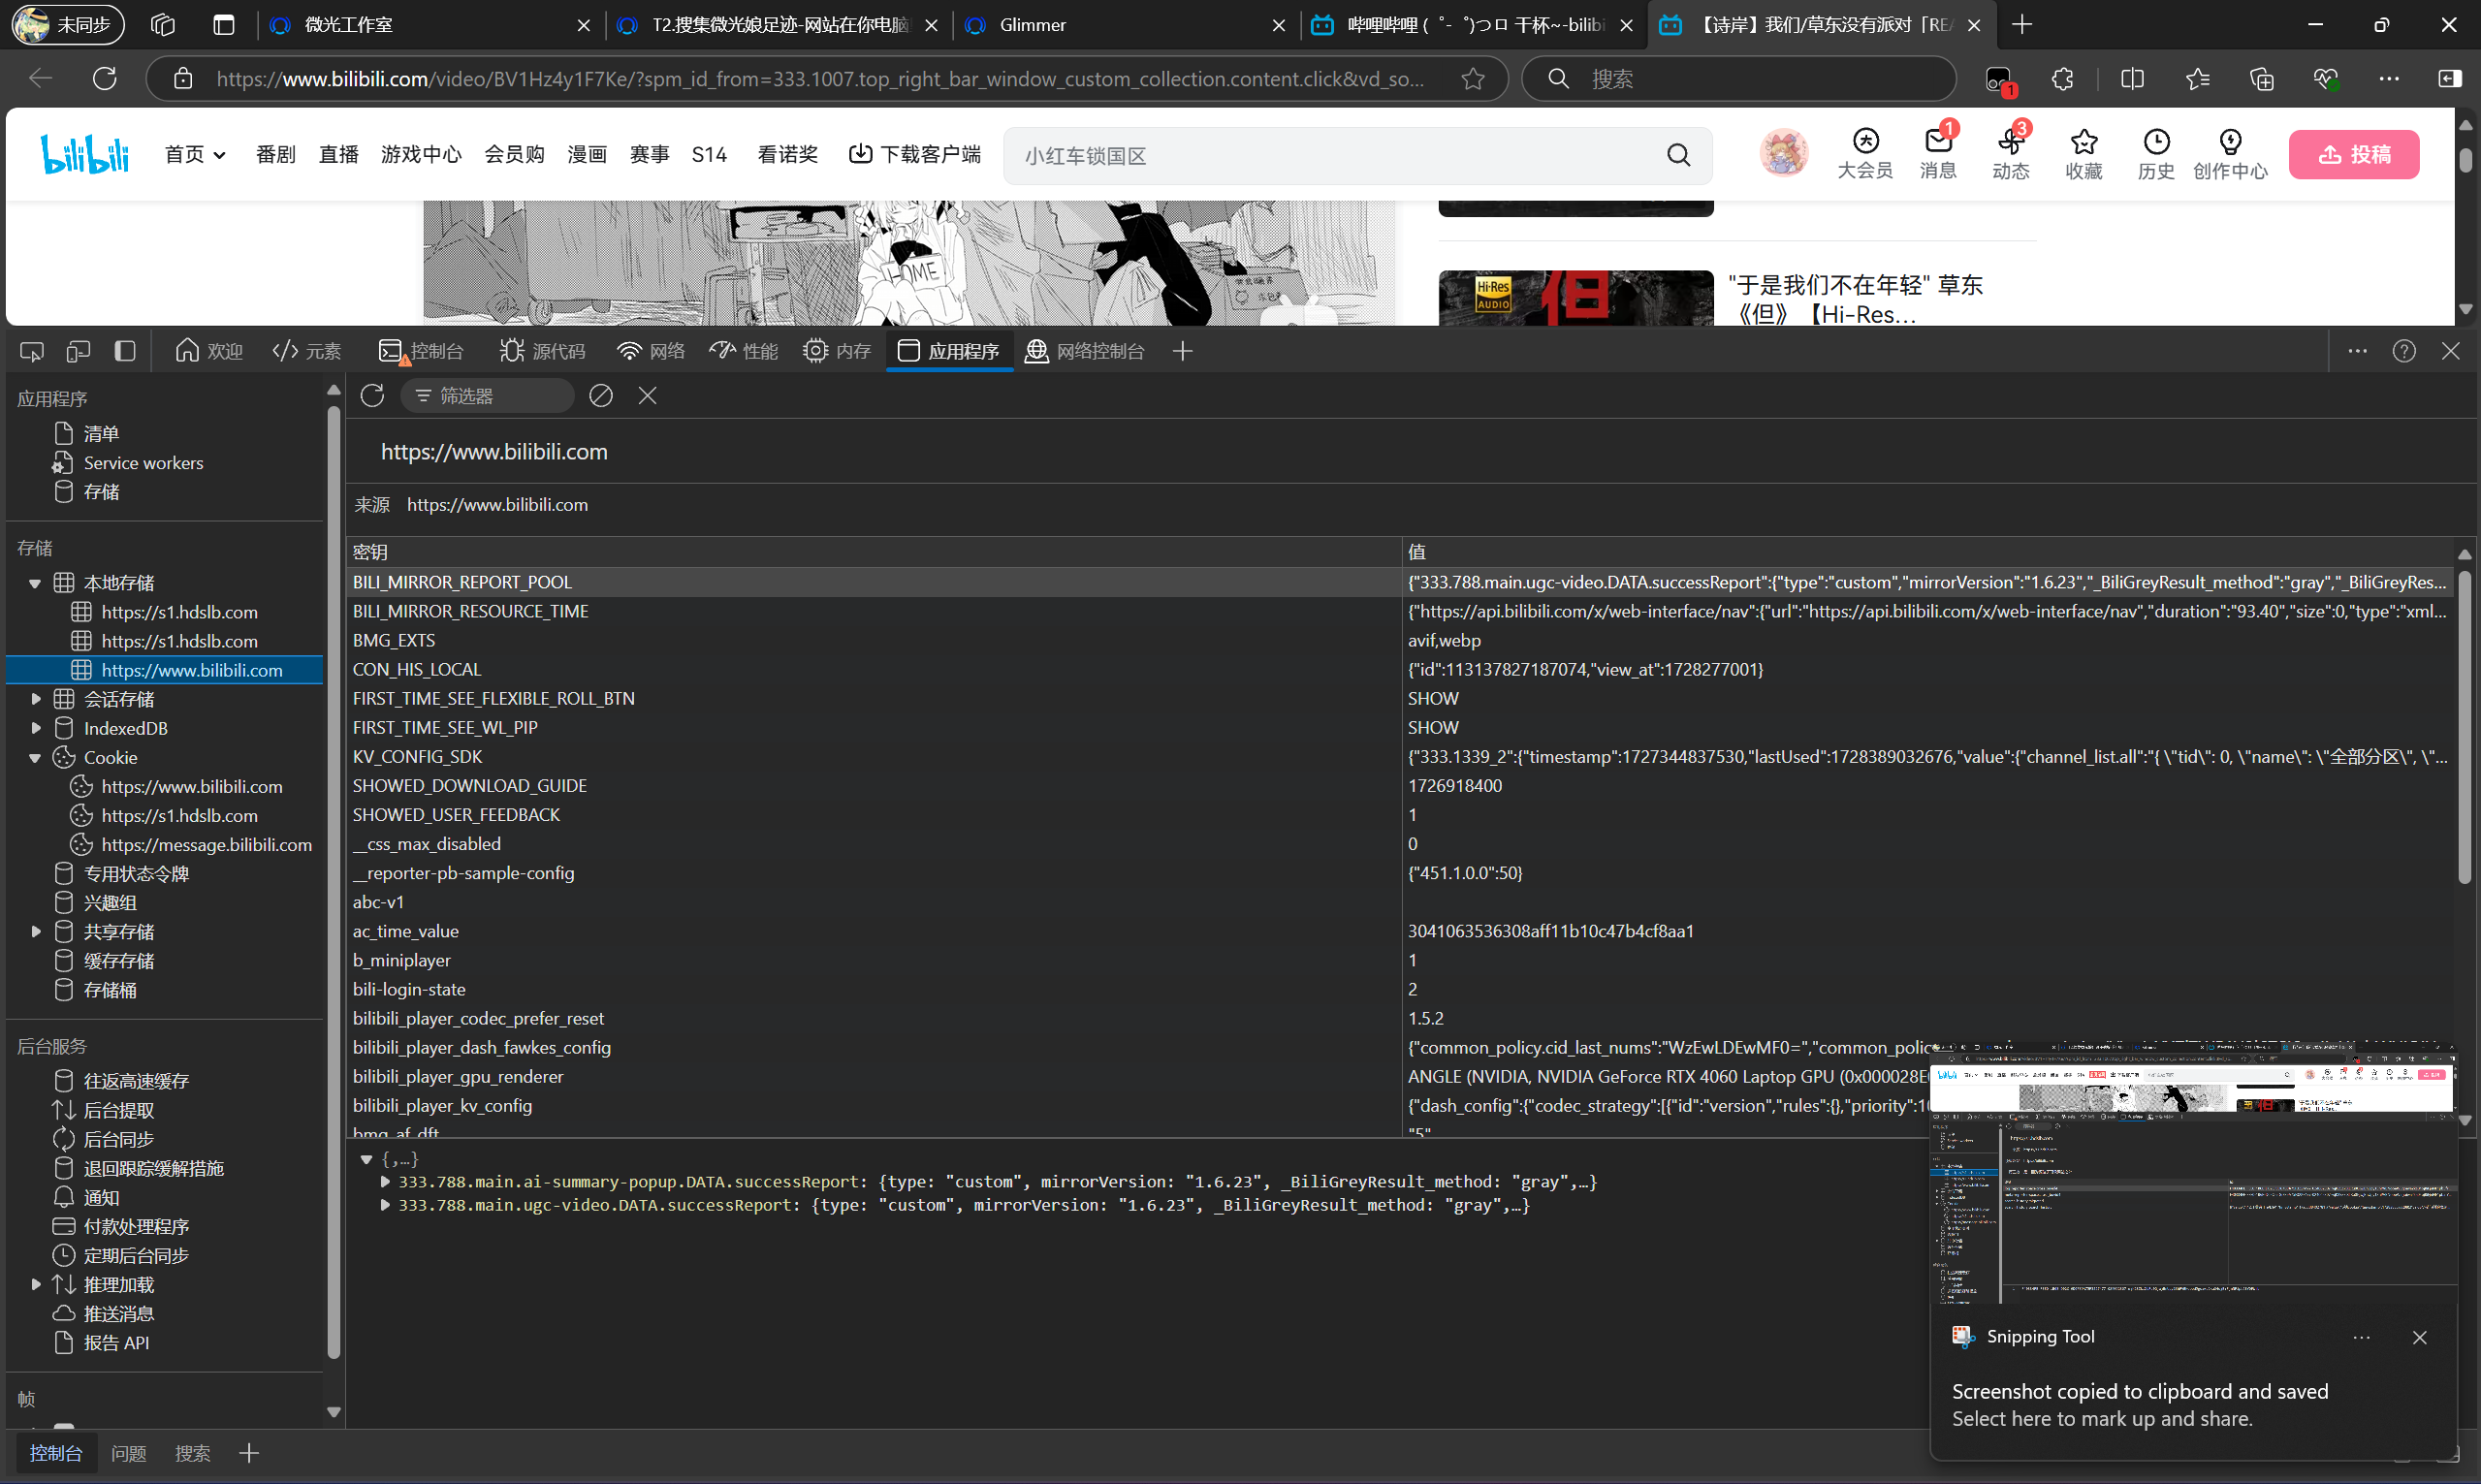 未同步
微光工作室
T2.搜集微光娘足迹-网站在你电脑
Glimmer
哔哩哔哩 (゜-゜)つロ 干杯~-bilibi
【诗岸】我们/草东没有派对「REA
https://www.bilibili.com/video/BV1Hz4y1F7Ke/?spm_id_from=333.1007.top_right_bar_window_custom_collection.content.click&vd_so...
搜索
1
bilibili
首页
番剧
直播
游戏中心
会员购
漫画
赛事
S14
看诺奖
下载客户端
小红车锁国区
大会员
1
消息
3
动态
收藏
历史
创作中心
投稿
HOME
Hi-Res
AUDIO
但
"于是我们不在年轻" 草东
《但》【Hi-Res...
欢迎
元素
控制台
源代码
网络
性能
内存
应用程序
网络控制台
应用程序
清单
Service workers
存储
存储
本地存储
https://s1.hdslb.com
https://s1.hdslb.com
https://www.bilibili.com
会话存储
IndexedDB
Cookie
https://www.bilibili.com
https://s1.hdslb.com
https://message.bilibili.com
专用状态令牌
兴趣组
共享存储
缓存存储
存储桶
后台服务
往返高速缓存
后台提取
后台同步
退回跟踪缓解措施
通知
付款处理程序
定期后台同步
推理加载
推送消息
报告 API
帧
筛选器
https://www.bilibili.com
来源 https://www.bilibili.com
密钥 值
BILI_MIRROR_REPORT_POOL {"333.788.main.ugc-video.DATA.successReport":{"type":"custom","mirrorVersion":"1.6.23","_BiliGreyResult_method":"gray","_BiliGreyRes...
BILI_MIRROR_RESOURCE_TIME {"https://api.bilibili.com/x/web-interface/nav":{"url":"https://api.bilibili.com/x/web-interface/nav","duration":"93.40","size":0,"type":"xml...
BMG_EXTS avif,webp
CON_HIS_LOCAL {"id":113137827187074,"view_at":1728277001}
FIRST_TIME_SEE_FLEXIBLE_ROLL_BTN SHOW
FIRST_TIME_SEE_WL_PIP SHOW
KV_CONFIG_SDK {"333.1339_2":{"timestamp":1727344837530,"lastUsed":1728389032676,"value":{"channel_list.all":"{ \"tid\": 0, \"name\": \"全部分区\", \"...
SHOWED_DOWNLOAD_GUIDE 1726918400
SHOWED_USER_FEEDBACK 1
__css_max_disabled 0
__reporter-pb-sample-config {"451.1.0.0":50}
abc-v1
ac_time_value 3041063536308aff11b10c47b4cf8aa1
b_miniplayer 1
bili-login-state 2
bilibili_player_codec_prefer_reset 1.5.2
bilibili_player_dash_fawkes_config {"common_policy.cid_last_nums":"WzEwLDEwMF0=","common_polic
bilibili_player_gpu_renderer ANGLE (NVIDIA, NVIDIA GeForce RTX 4060 Laptop GPU (0x000028E
bilibili_player_kv_config {"dash_config":{"codec_strategy":[{"id":"version","rules":{},"priority":10
bmg_af_dft "5"
{,…}
333.788.main.ai-summary-popup.DATA.successReport: {type: "custom", mirrorVersion: "1.6.23", _BiliGreyResult_method: "gray",…}
333.788.main.ugc-video.DATA.successReport: {type: "custom", mirrorVersion: "1.6.23", _BiliGreyResult_method: "gray",…}
Snipping Tool
Screenshot copied to clipboard and saved
Select here to mark up and share.
控制台
问题
搜索